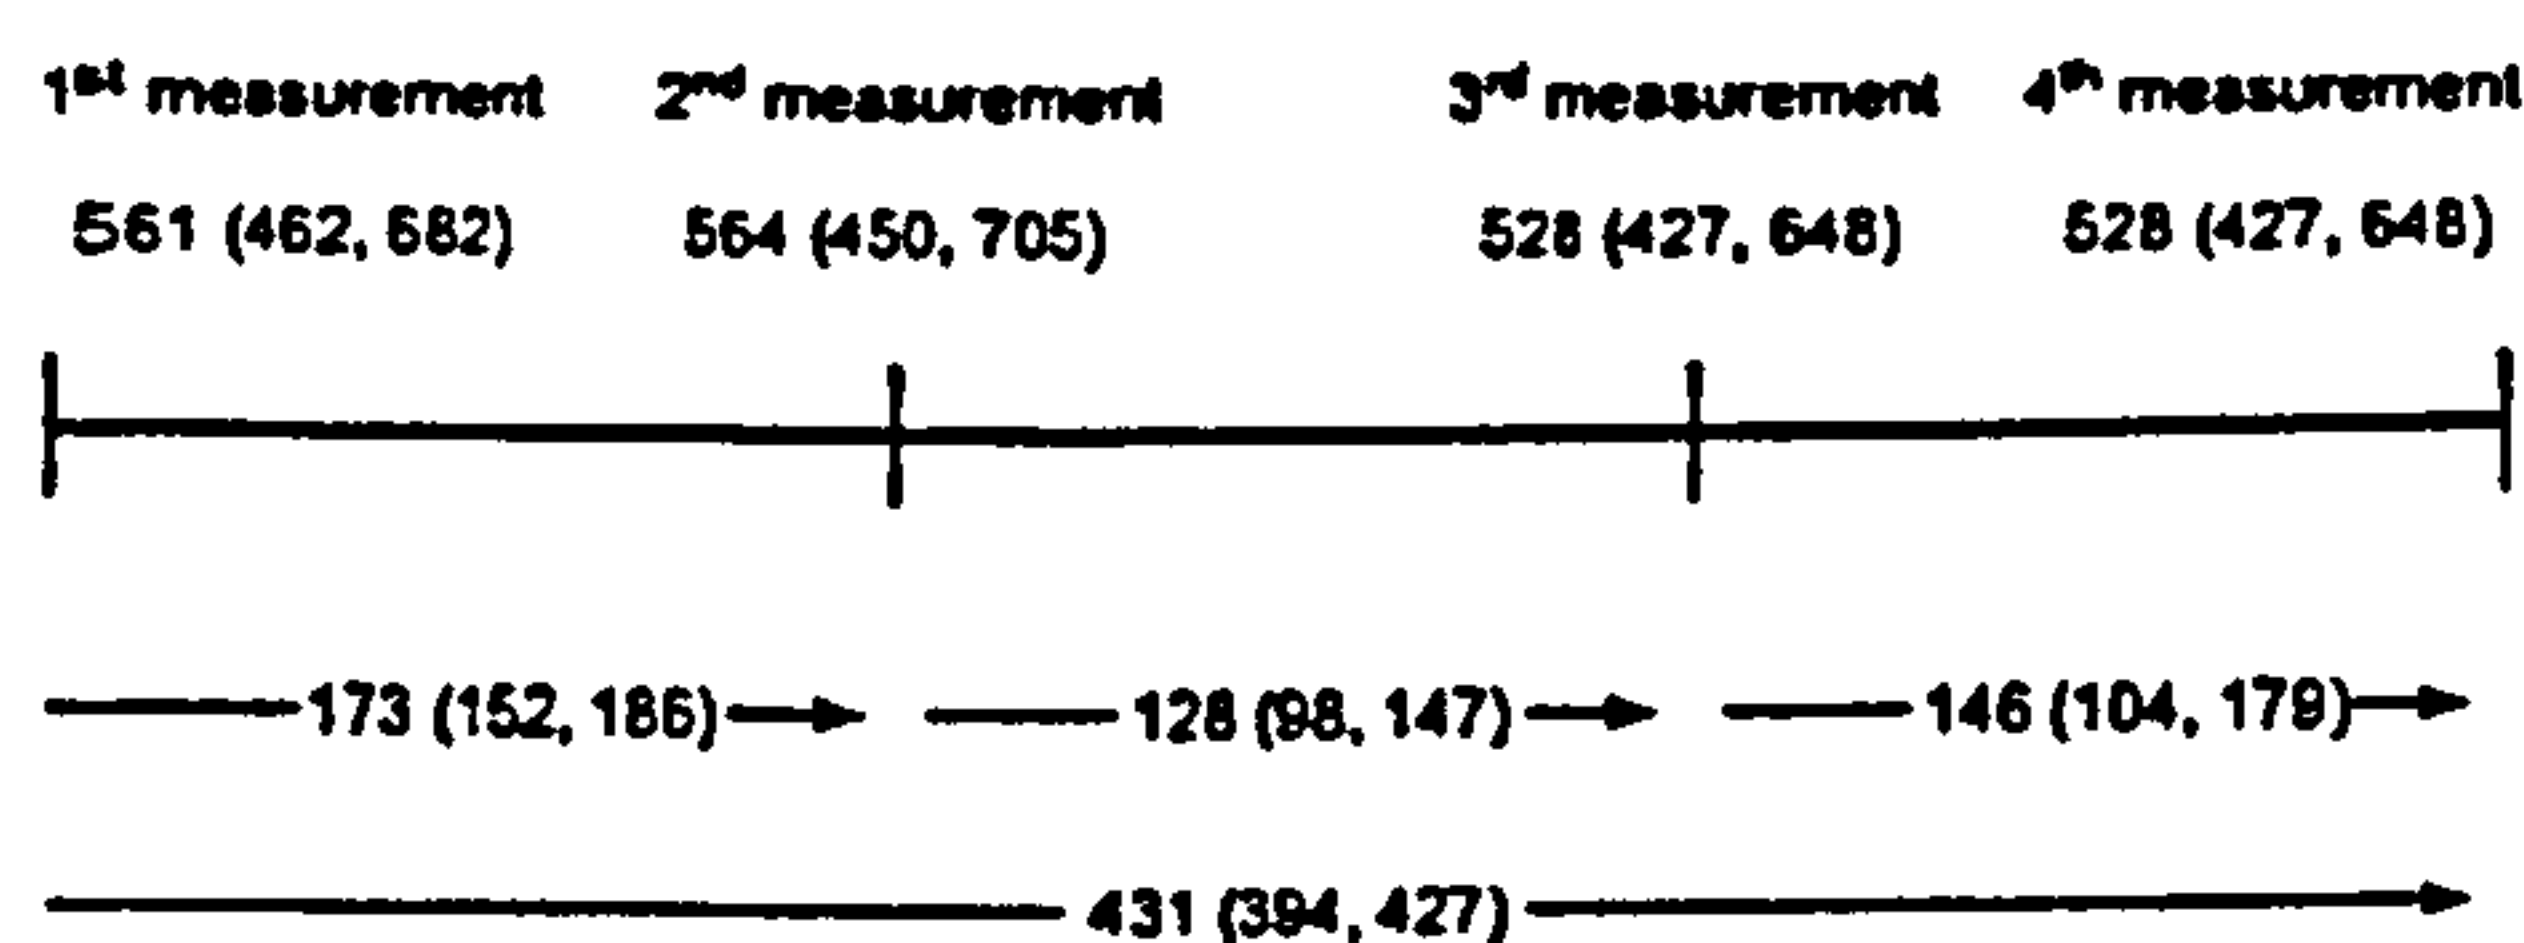 1st measurement 2nd measurement 3rd measurement 4th measurement
561 (462, 682) 564 (450, 705) 528 (427, 648) 528 (427, 648)
173 (152, 186) 128 (98, 147) 146 (104, 179)
431 (394, 427)